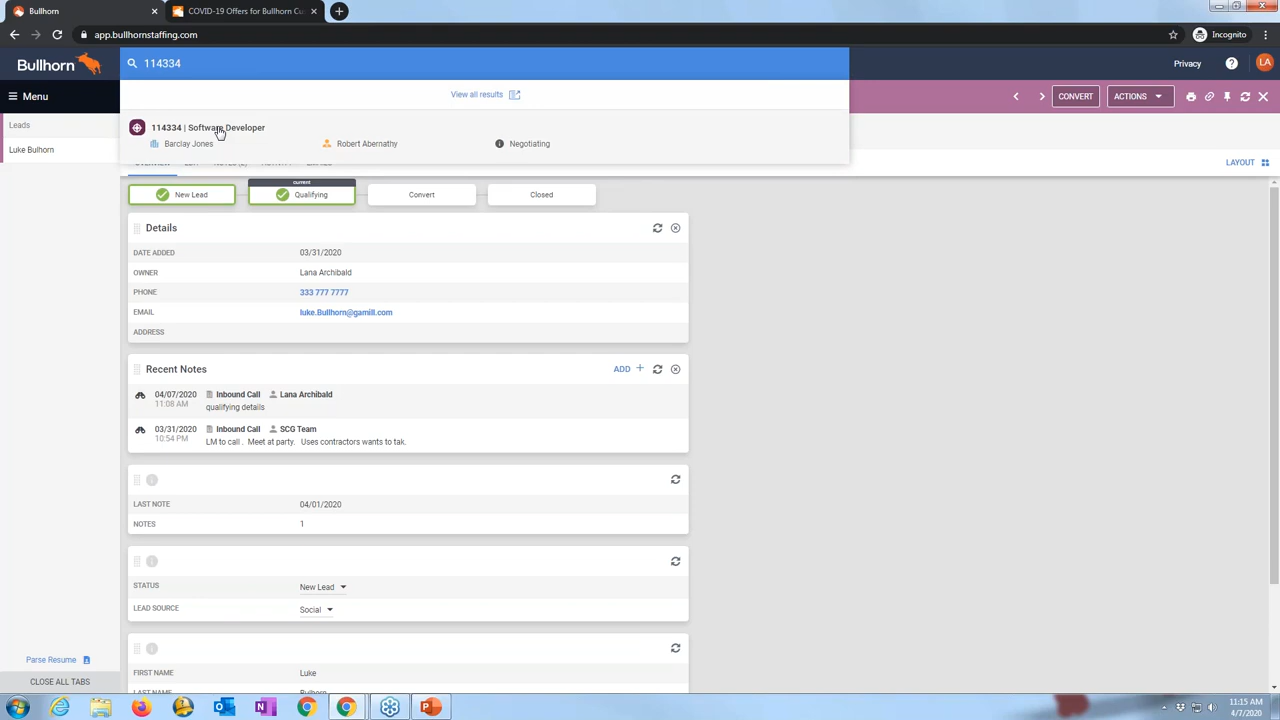 Bullhorn
COVID-19 Offers for Bullhorn Cu
app.bullhornstaffing.com
Incognito
Bullhorn
114334
Privacy
LA
Menu
View all results
CONVERT
ACTIONS
Leads
114334 | Software Developer
Barclay Jones
Robert Abernathy
Negotiating
Luke Bullhorn
LAYOUT
current
New Lead
Qualifying
Convert
Closed
Details
DATE ADDED
03/31/2020
OWNER
Lana Archibald
PHONE
333 777 7777
EMAIL
luke.Bullhorn@gamill.com
ADDRESS
Recent Notes
ADD +
04/07/2020
Inbound Call
Lana Archibald
11:08 AM
qualifying details
03/31/2020
Inbound Call
SCG Team
10:54 PM
LM to call . Meet at party. Uses contractors wants to tak.
LAST NOTE
04/01/2020
NOTES
1
STATUS
New Lead
LEAD SOURCE
Social
Parse Resume
FIRST NAME
Luke
CLOSE ALL TABS
11:15 AM
4/7/2020